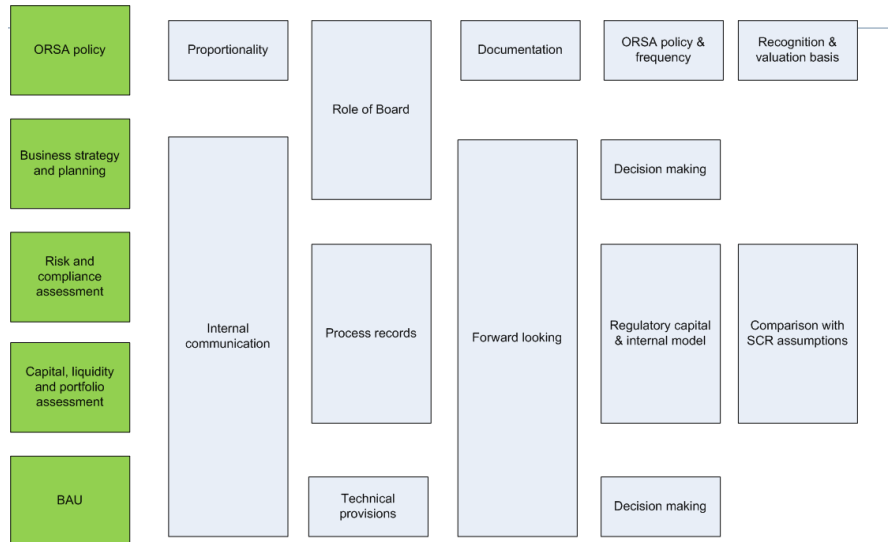 ORSA policy
Proportionality
Role of Board
Documentation
ORSA policy &
frequency
Recognition &
valuation basis
Business strategy
and planning
Decision making
Risk and
compliance
assessment
Internal
communication
Process records
Forward looking
Regulatory capital
& internal model
Comparison with
SCR assumptions
Capital, liquidity
and portfolio
assessment
BAU
Technical
provisions
Decision making